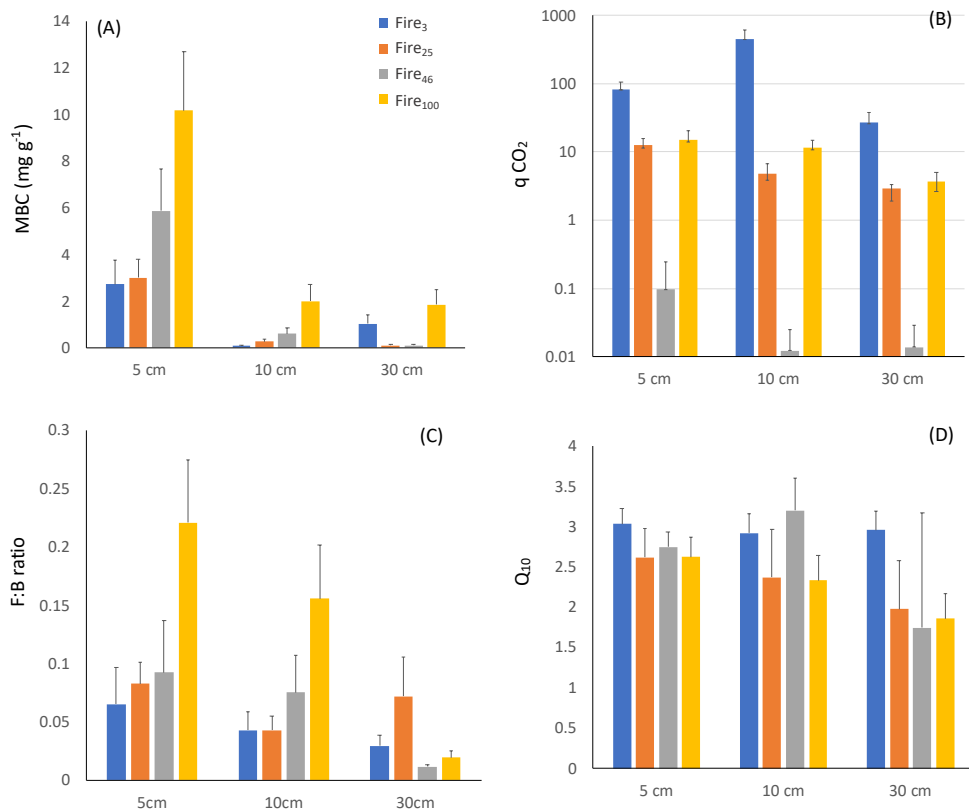 (A)
14
12
10
8
6
4
2
0
MBC (mg g⁻¹)
Fire₃
Fire₂₅
Fire₄₆
Fire₁₀₀
5 cm 10 cm 30 cm
(B)
1000
100
10
1
0.1
0.01
q CO₂
5 cm 10 cm 30 cm
(C)
0.3
0.25
0.2
0.15
0.1
0.05
0
F:B ratio
5cm 10cm 30cm
(D)
4
3.5
3
2.5
2
1.5
1
0.5
0
Q₁₀
5 cm 10 cm 30 cm